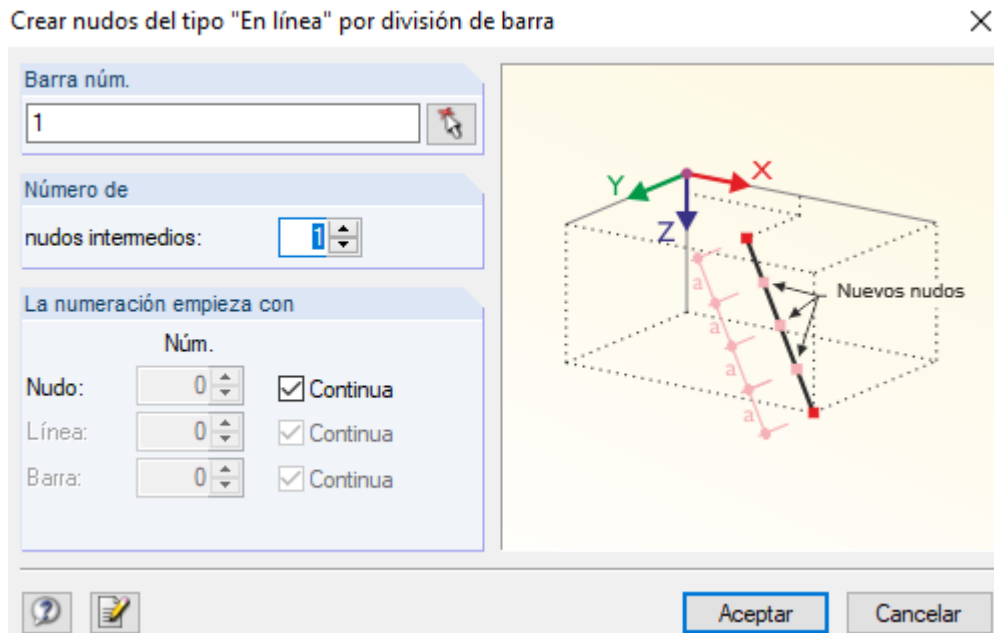 Crear nudos del tipo "En línea" por división de barra
Barra núm.
1
Número de
nudos intermedios: 1
La numeración empieza con
Núm.
Nudo: 0 Continua
Línea: 0 Continua
Barra: 0 Continua
X
Y
Z
a
a
a
a
Nuevos nudos
Aceptar Cancelar